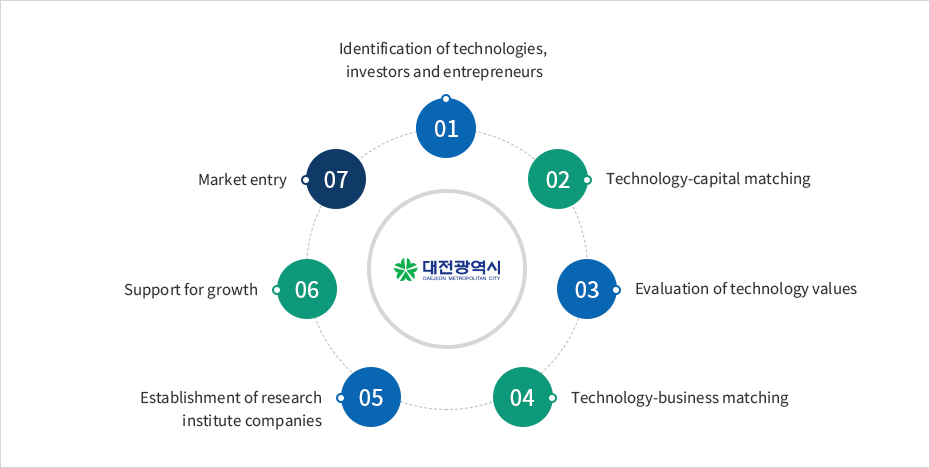 Identification of technologies,
investors and entrepreneurs
01
02
Technology-capital matching
03
Evaluation of technology values
04
Technology-business matching
05
Establishment of research
institute companies
06
Support for growth
07
Market entry
대전광역시
DAEJEON METROPOLITAN CITY